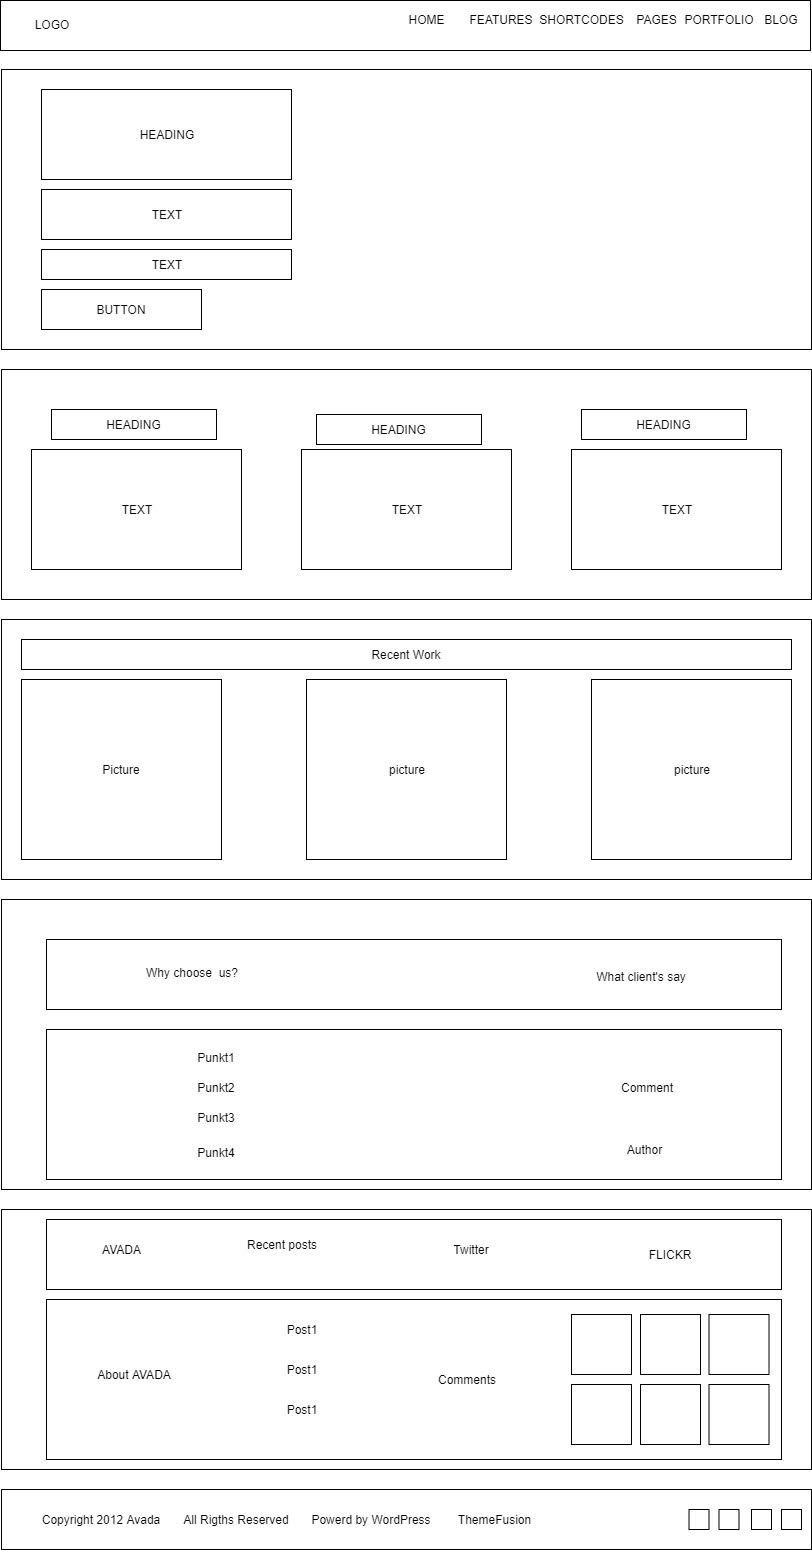 LOGO HOME FEATURES SHORTCODES PAGES PORTFOLIO BLOG
HEADING
TEXT
TEXT
BUTTON
HEADING HEADING HEADING
TEXT TEXT TEXT
Recent Work
Picture picture picture
Why choose us? What client's say
Punkt1
Punkt2 Comment
Punkt3
Punkt4 Author
AVADA Recent posts Twitter FLICKR
Post1
About AVADA Post1 Comments
Post1
Copyright 2012 Avada All Rigths Reserved Powerd by WordPress ThemeFusion